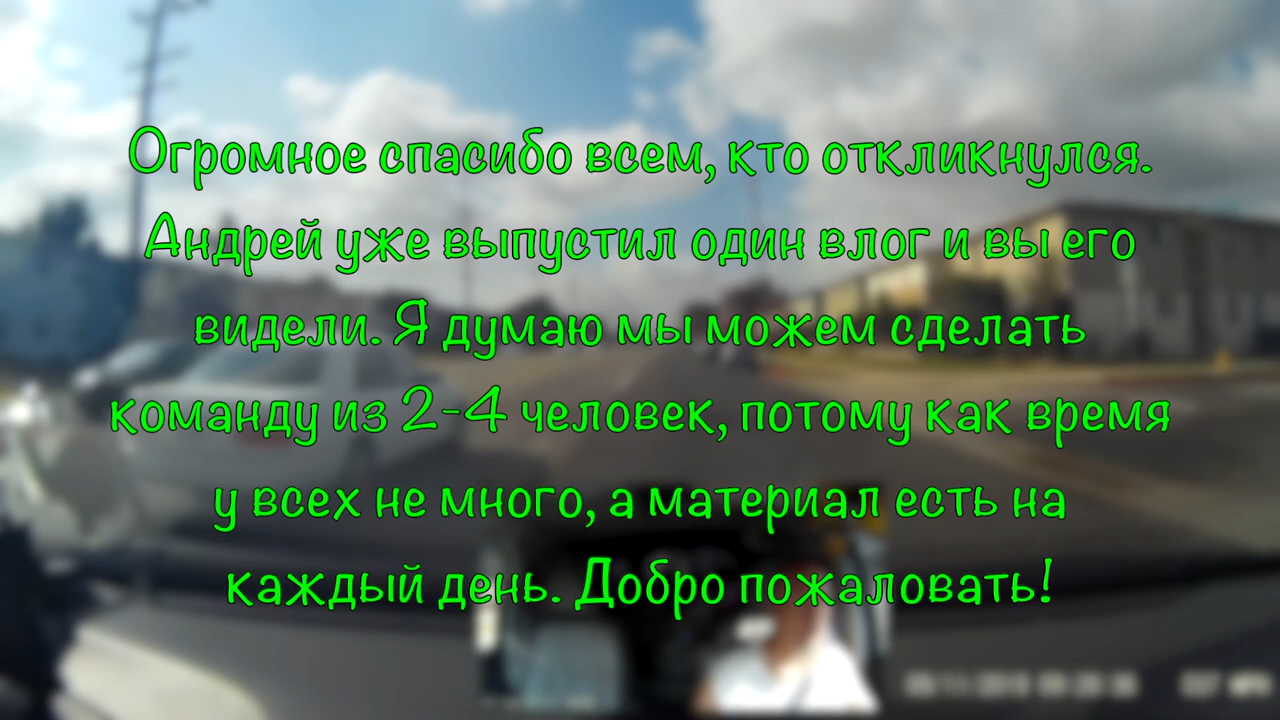 Огромное спасибо всем, кто откликнулся.
Андрей уже выпустил один влог и вы его
видели. Я думаю мы можем сделать
команду из 2-4 человек, потому как время
у всех не много, а материал есть на
каждый день. Добро пожаловать!